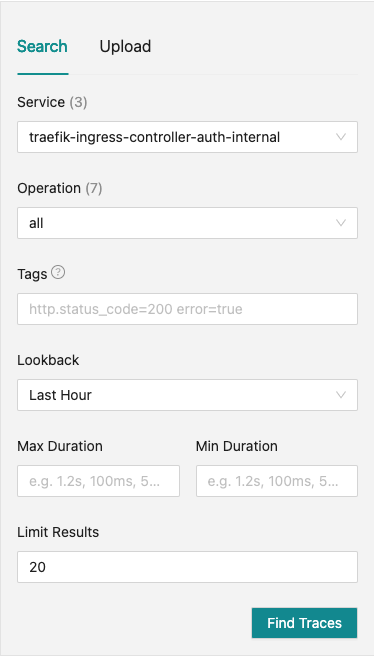 Search Upload
Service (3)
traefik-ingress-controller-auth-internal
Operation (7)
all
Tags ?
http.status_code=200 error=true
Lookback
Last Hour
Max Duration Min Duration
e.g. 1.2s, 100ms, 5... e.g. 1.2s, 100ms, 5...
Limit Results
20
Find Traces